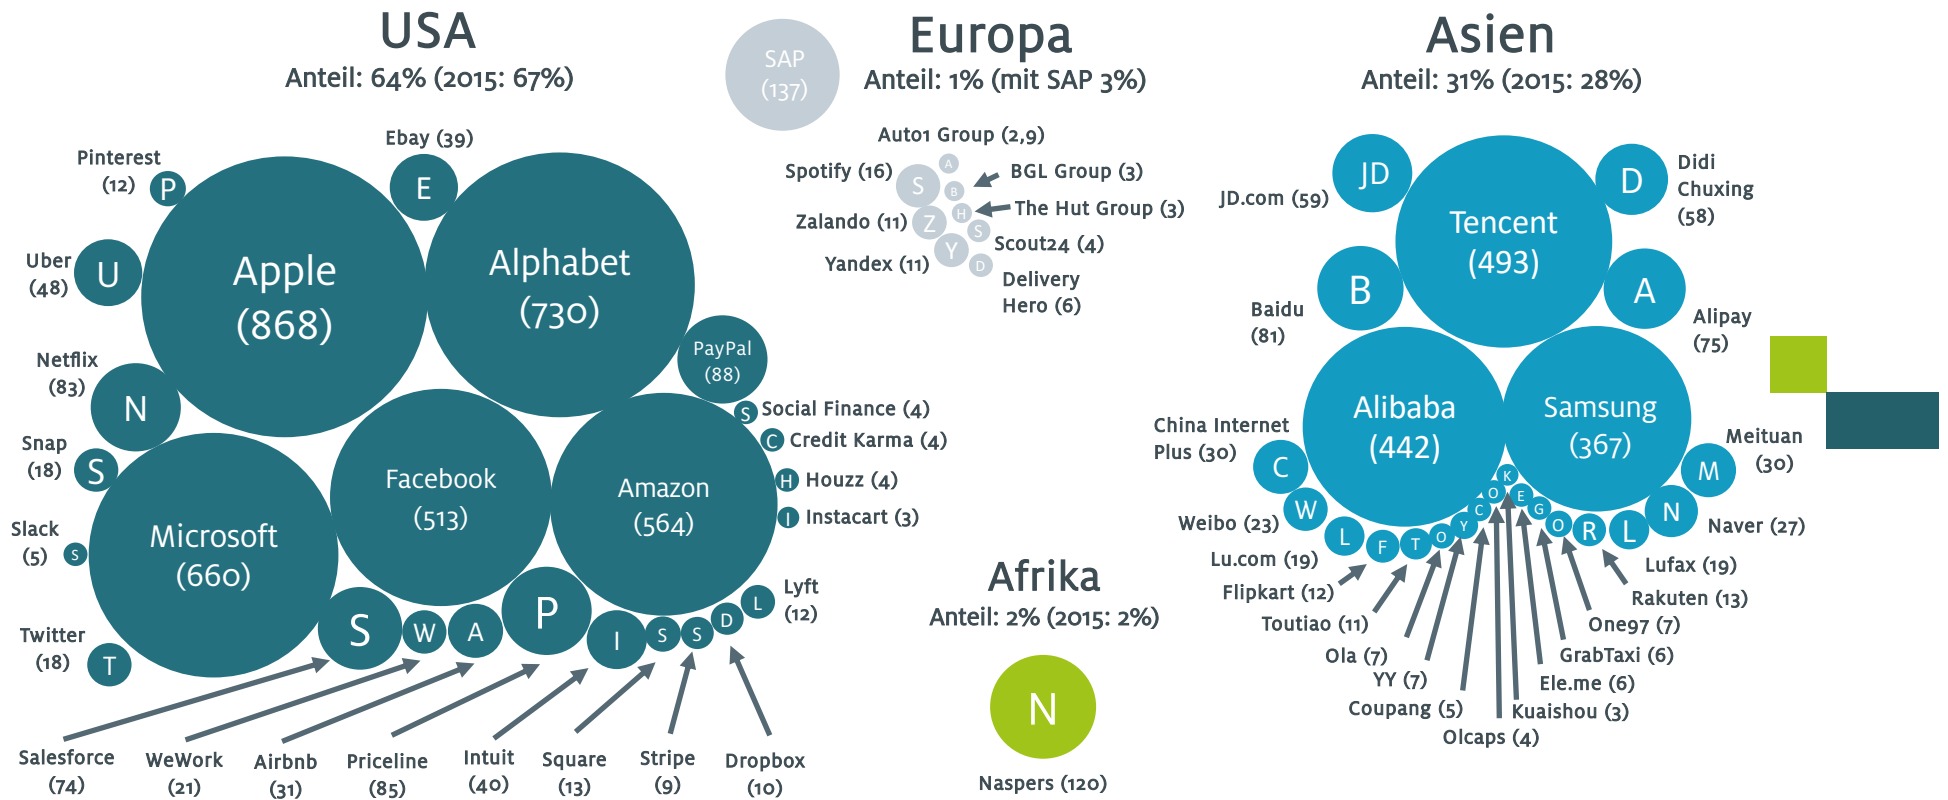 USA
Anteil: 64% (2015: 67%)
Pinterest
(12)
P
Ebay (39)
E
Uber
(48)
U
Apple
(868)
Alphabet
(730)
Netflix
(83)
N
PayPal
(88)
Snap
(18)
S
S
Social Finance (4)
C
Credit Karma (4)
Facebook
(513)
Amazon
(564)
H
Houzz (4)
I
Instacart (3)
Slack
(5)
S
Microsoft
(660)
Twitter
(18)
T
S
W
A
P
I
S
S
D
L
Lyft
(12)
Salesforce
(74)
WeWork
(21)
Airbnb
(31)
Priceline
(85)
Intuit
(40)
Square
(13)
Stripe
(9)
Dropbox
(10)
SAP
(137)
Europa
Anteil: 1% (mit SAP 3%)
Auto1 Group (2,9)
A
Spotify (16)
S
B
BGL Group (3)
H
The Hut Group (3)
Zalando (11)
Z
S
Scout24 (4)
Yandex (11)
Y
D
Delivery
Hero (6)
Afrika
Anteil: 2% (2015: 2%)
N
Naspers (120)
Asien
Anteil: 31% (2015: 28%)
JD
JD.com (59)
Tencent
(493)
D
Didi
Chuxing
(58)
B
Baidu
(81)
A
Alipay
(75)
Alibaba
(442)
Samsung
(367)
China Internet
Plus (30)
C
Meituan
(30)
M
W
Weibo (23)
L
Lu.com (19)
F
Flipkart (12)
T
Toutiao (11)
O
Ola (7)
Y
YY (7)
C
Coupang (5)
O
Olcaps (4)
K
Kuaishou (3)
E
Ele.me (6)
G
GrabTaxi (6)
O
One97 (7)
R
Rakuten (13)
L
Lufax (19)
N
Naver (27)